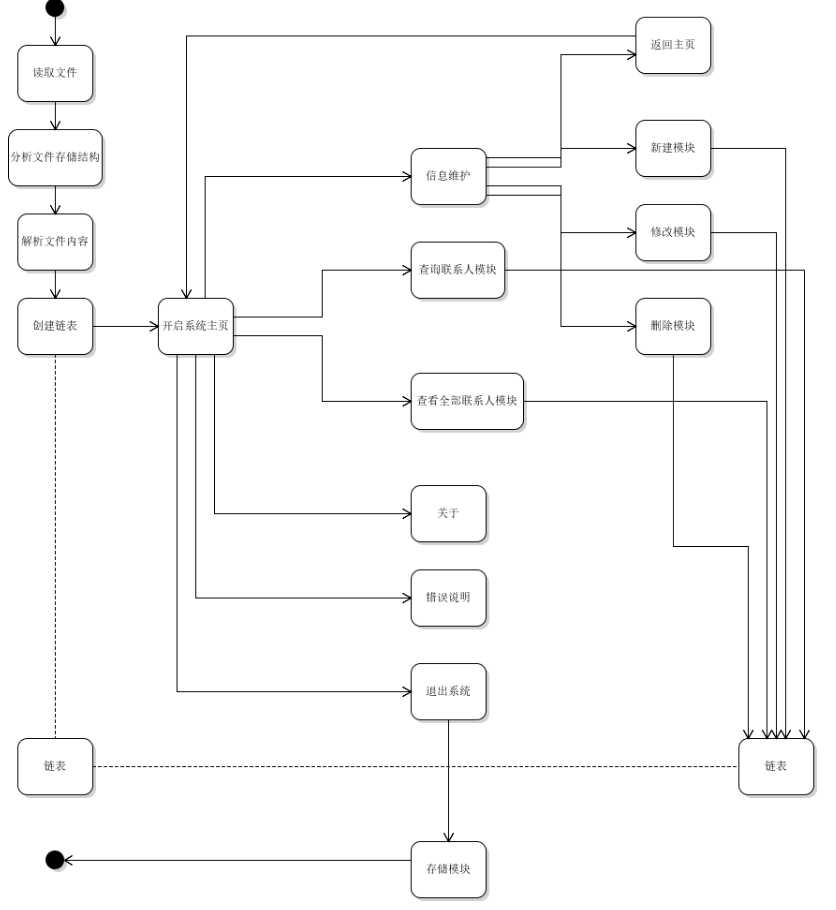 读取文件
分析文件存储结构
解析文件内容
创建链表
开启系统主页
返回主页
信息维护
新建模块
修改模块
查询联系人模块
删除模块
查看全部联系人模块
关于
错误说明
退出系统
链表
链表
存储模块